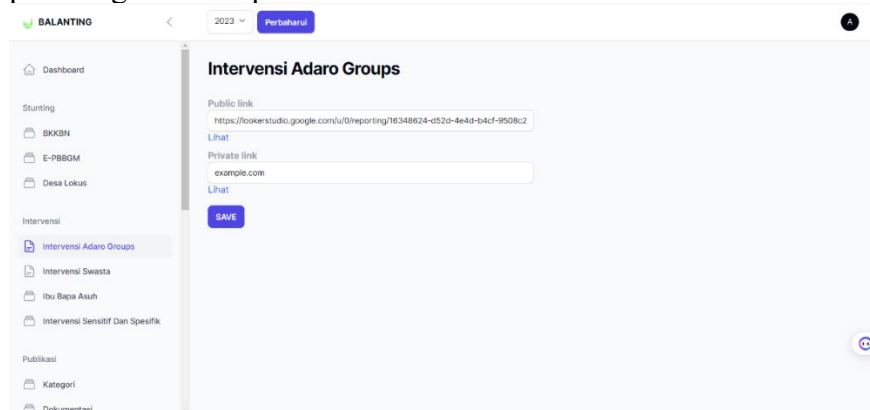 BALANTING
2023
Perbaharui
A
Dashboard
Stunting
BKKBN
E-PBBGM
Desa Lokus
Intervensi
Intervensi Adaro Groups
Intervensi Swasta
Ibu Bapa Asuh
Intervensi Sensitif Dan Spesifik
Publikasi
Kategori
Dokumentasi
Intervensi Adaro Groups
Public link
https://lookerstudio.google.com/u/0/reporting/16348624-d52d-4e4d-b4cf-9508c2
Lihat
Private link
example.com
Lihat
SAVE